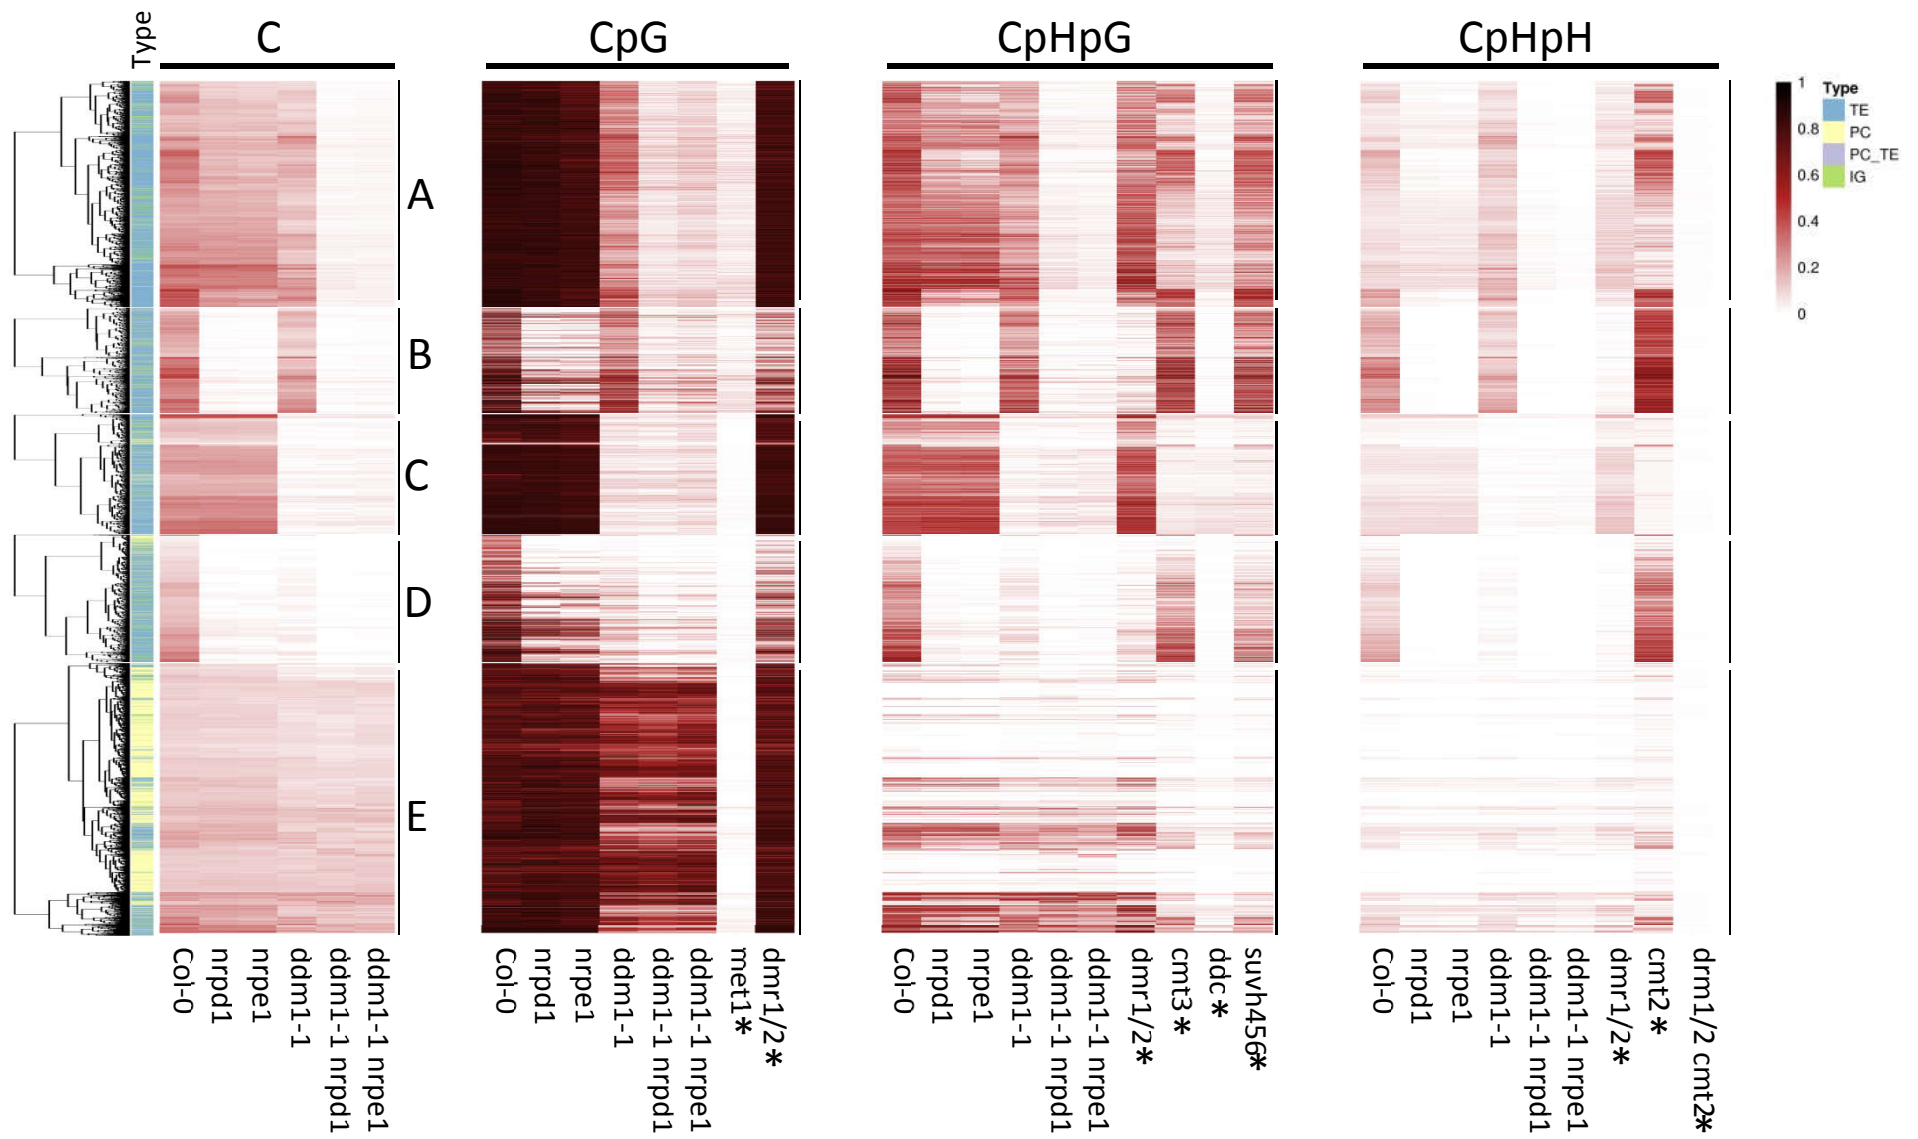 Type
C
CpG
CpHpG
CpHpH
A
B
C
D
E
1
0.8
0.6
0.4
0.2
0
Type
TE
PC
PC_TE
IG
Col-0
nrpd1
nrpe1
ddm1-1
ddm1-1 nrpd1
ddm1-1 nrpe1
Col-0
nrpd1
nrpe1
ddm1-1
ddm1-1 nrpd1
ddm1-1 nrpe1
met1*
dmr1/2*
Col-0
nrpd1
nrpe1
ddm1-1
ddm1-1 nrpd1
ddm1-1 nrpe1
dmr1/2*
cmt3*
ddc*
suvh456*
Col-0
nrpd1
nrpe1
ddm1-1
ddm1-1 nrpd1
ddm1-1 nrpe1
dmr1/2*
cmt2*
drm1/2 cmt2*